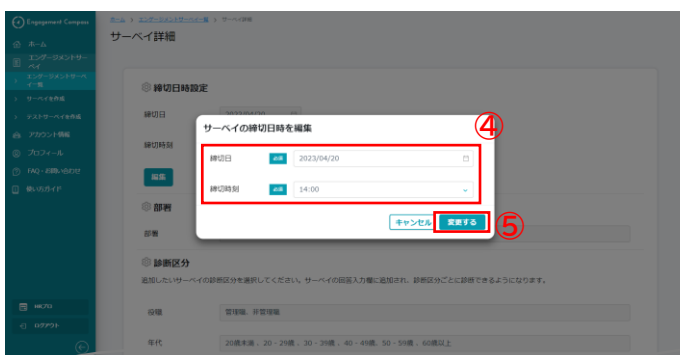 Engagement Compass
ホーム > エンゲージメントサーベイ一覧 > サーベイ詳細
サーベイ詳細
ホーム
エンゲージメントサーベイ
エンゲージメントサーベイ一覧
サーベイを作成
テストサーベイを作成
アカウント情報
プロフィール
FAQ・お問い合わせ
使い方ガイド
ログアウト
締切日時設定
締切日
2023/04/20
締切時刻
編集
サーベイの締切日時を編集
④
締切日 必須 2023/04/20
締切時刻 必須 14:00
キャンセル 変更する
⑤
部署
部署
診断区分
追加したいサーベイの診断区分を選択してください。サーベイの回答入力欄に追加され、診断区分ごとに診断できるようになります。
役職
管理職、非管理職
年代
20歳未満 、20・29歳 、30・39歳 、40・49歳、50・59歳 、60歳以上